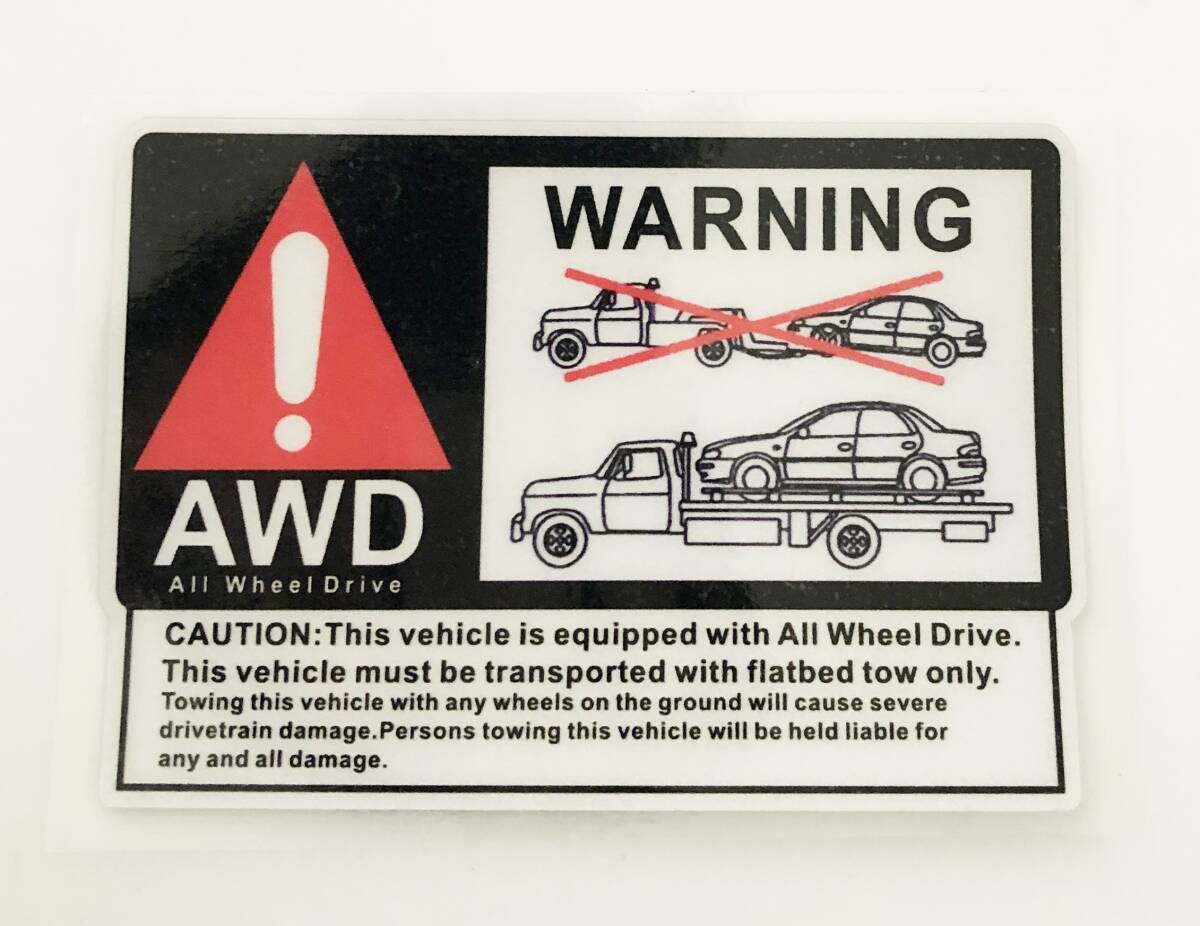 WARNING
AWD
All Wheel Drive
CAUTION:This vehicle is equipped with All Wheel Drive.
This vehicle must be transported with flatbed tow only.
Towing this vehicle with any wheels on the ground will cause severe
drivetrain damage.Persons towing this vehicle will be held liable for
any and all damage.